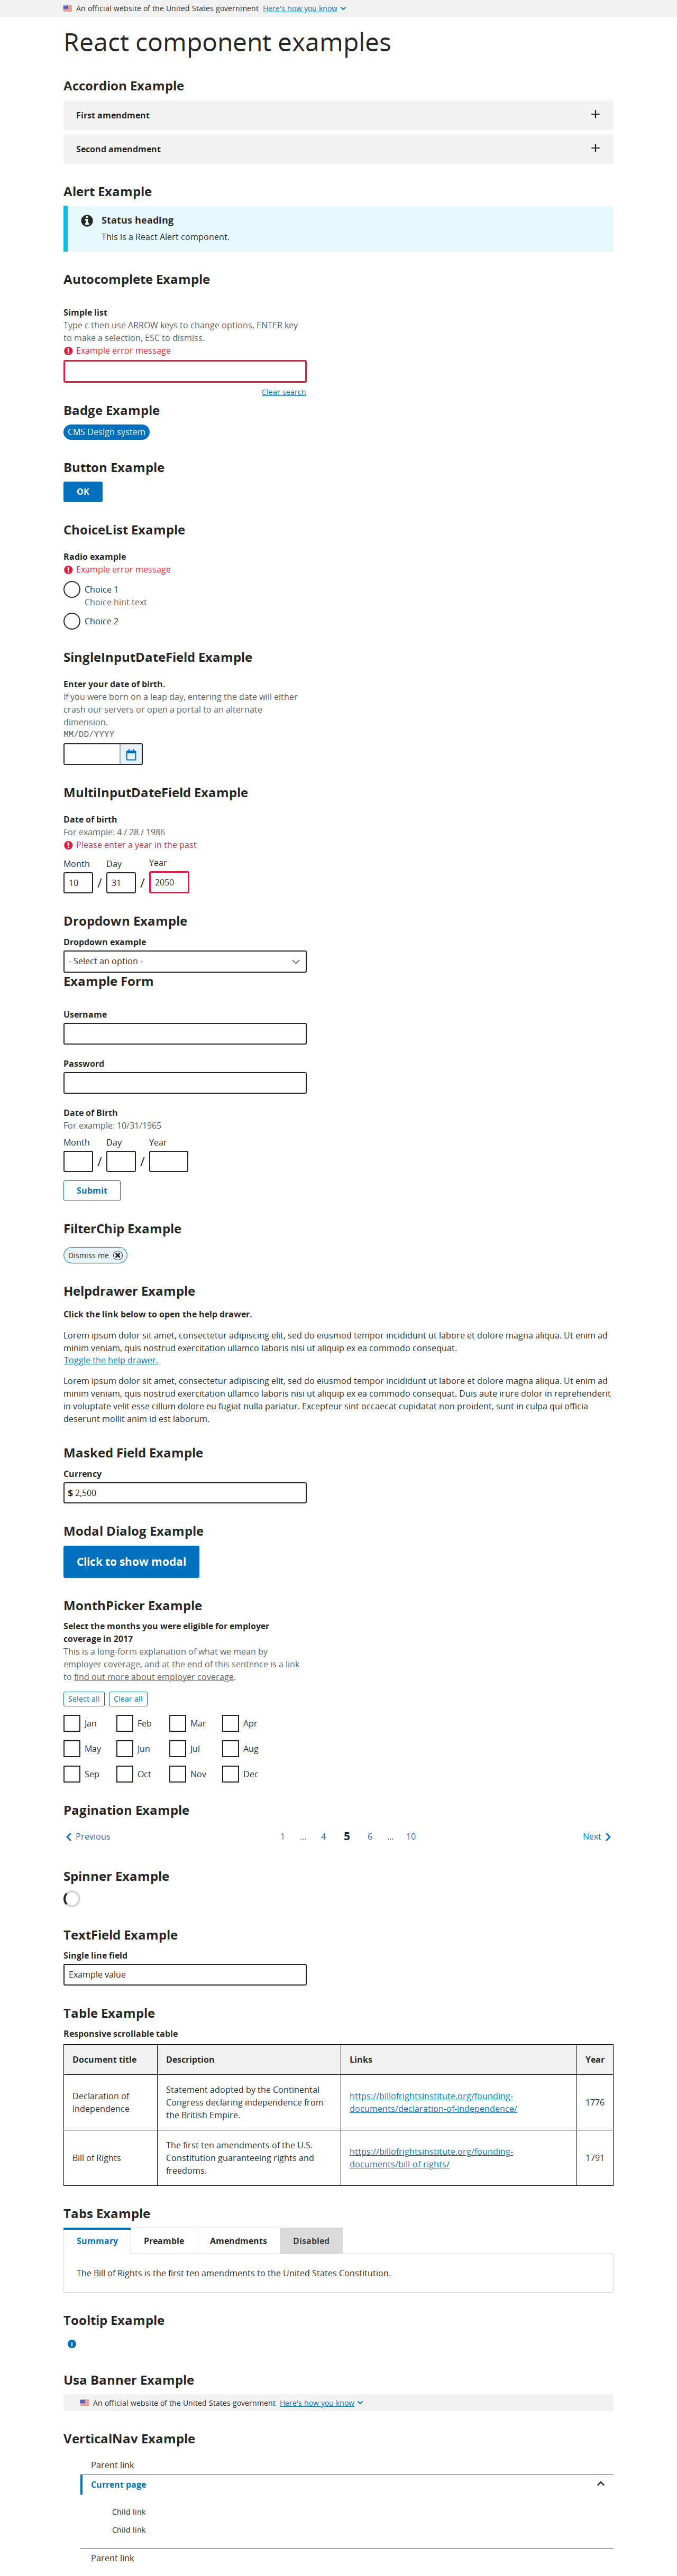 An official website of the United States government Here's how you know
React component examples
Accordion Example
First amendment
Second amendment
Alert Example
Status heading
This is a React Alert component.
Autocomplete Example
Simple list
Type c then use ARROW keys to change options, ENTER key
to make a selection, ESC to dismiss.
Example error message
Clear search
Badge Example
CMS Design system
Button Example
OK
ChoiceList Example
Radio example
Example error message
Choice 1
Choice hint text
Choice 2
SingleInputDateField Example
Enter your date of birth.
If you were born on a leap day, entering the date will either
crash our servers or open a portal to an alternate
dimension.
MM/DD/YYYY
MultiInputDateField Example
Date of birth
For example: 4 / 28 / 1986
Please enter a year in the past
Month Day Year
10 / 31 / 2050
Dropdown Example
Dropdown example
- Select an option -
Example Form
Username
Password
Date of Birth
For example: 10/31/1965
Month Day Year
/ /
Submit
FilterChip Example
Dismiss me
Helpdrawer Example
Click the link below to open the help drawer.
Lorem ipsum dolor sit amet, consectetur adipiscing elit, sed do eiusmod tempor incididunt ut labore et dolore magna aliqua. Ut enim ad
minim veniam, quis nostrud exercitation ullamco laboris nisi ut aliquip ex ea commodo consequat.
Toggle the help drawer.
Lorem ipsum dolor sit amet, consectetur adipiscing elit, sed do eiusmod tempor incididunt ut labore et dolore magna aliqua. Ut enim ad
minim veniam, quis nostrud exercitation ullamco laboris nisi ut aliquip ex ea commodo consequat. Duis aute irure dolor in reprehenderit
in voluptate velit esse cillum dolore eu fugiat nulla pariatur. Excepteur sint occaecat cupidatat non proident, sunt in culpa qui officia
deserunt mollit anim id est laborum.
Masked Field Example
Currency
$ 2,500
Modal Dialog Example
Click to show modal
MonthPicker Example
Select the months you were eligible for employer
coverage in 2017
This is a long-form explanation of what we mean by
employer coverage, and at the end of this sentence is a link
to find out more about employer coverage.
Select all Clear all
Jan Feb Mar Apr
May Jun Jul Aug
Sep Oct Nov Dec
Pagination Example
Previous 1 ... 4 5 6 ... 10 Next
Spinner Example
TextField Example
Single line field
Example value
Table Example
Responsive scrollable table
Document title Description Links Year
Declaration of
Independence
Statement adopted by the Continental
Congress declaring independence from
the British Empire.
https://billofrightsinstitute.org/founding-
documents/declaration-of-independence/
1776
Bill of Rights
The first ten amendments of the U.S.
Constitution guaranteeing rights and
freedoms.
https://billofrightsinstitute.org/founding-
documents/bill-of-rights/
1791
Tabs Example
Summary Preamble Amendments Disabled
The Bill of Rights is the first ten amendments to the United States Constitution.
Tooltip Example
Usa Banner Example
An official website of the United States government Here's how you know
VerticalNav Example
Parent link
Current page
Child link
Child link
Parent link